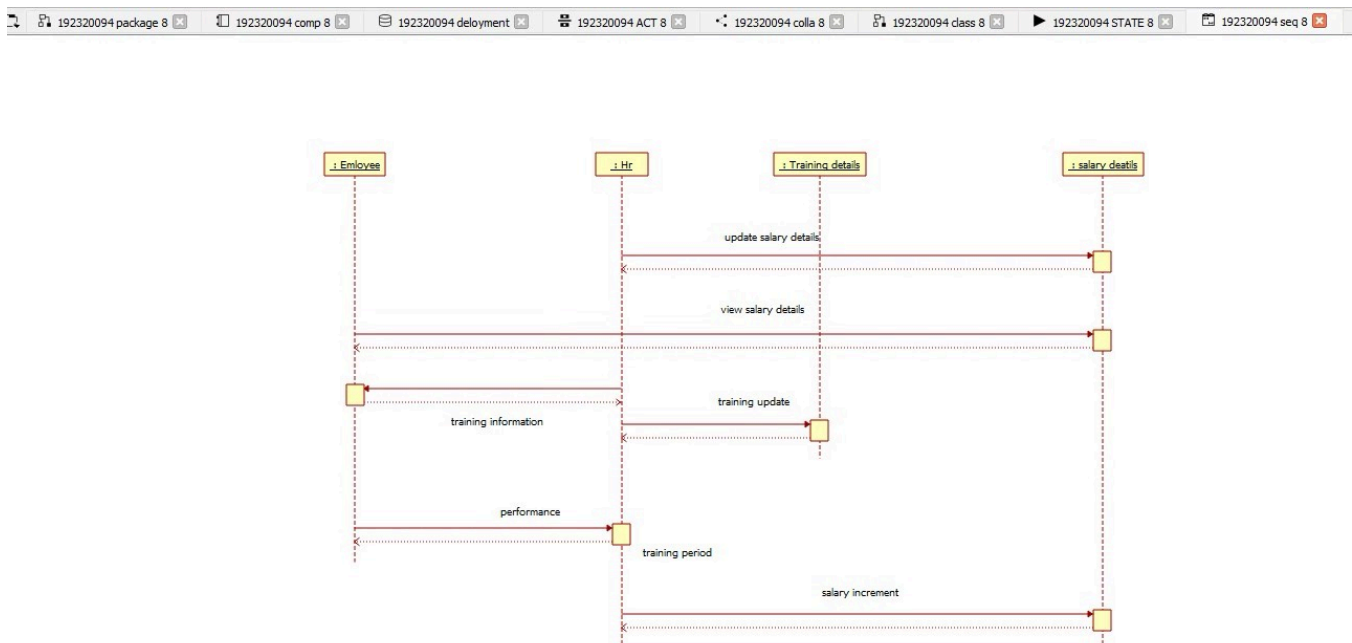 192320094 package 8
192320094 comp 8
192320094 deloyment
192320094 ACT 8
192320094 colla 8
192320094 class 8
192320094 STATE 8
192320094 seq 8
: Emloyee
: Hr
: Training details
: salary deatils
update salary details
view salary details
training update
training information
performance
training period
salary increment